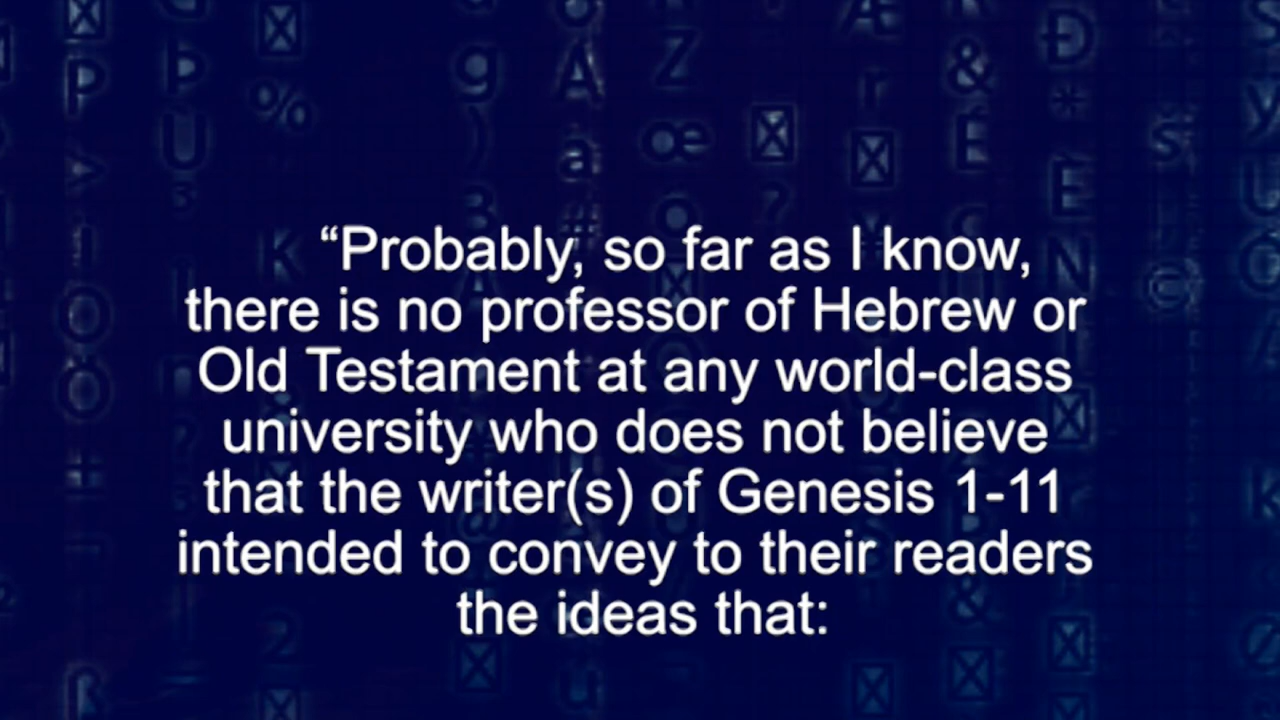 “Probably, so far as I know,
there is no professor of Hebrew or
Old Testament at any world-class
university who does not believe
that the writer(s) of Genesis 1-11
intended to convey to their readers
the ideas that: